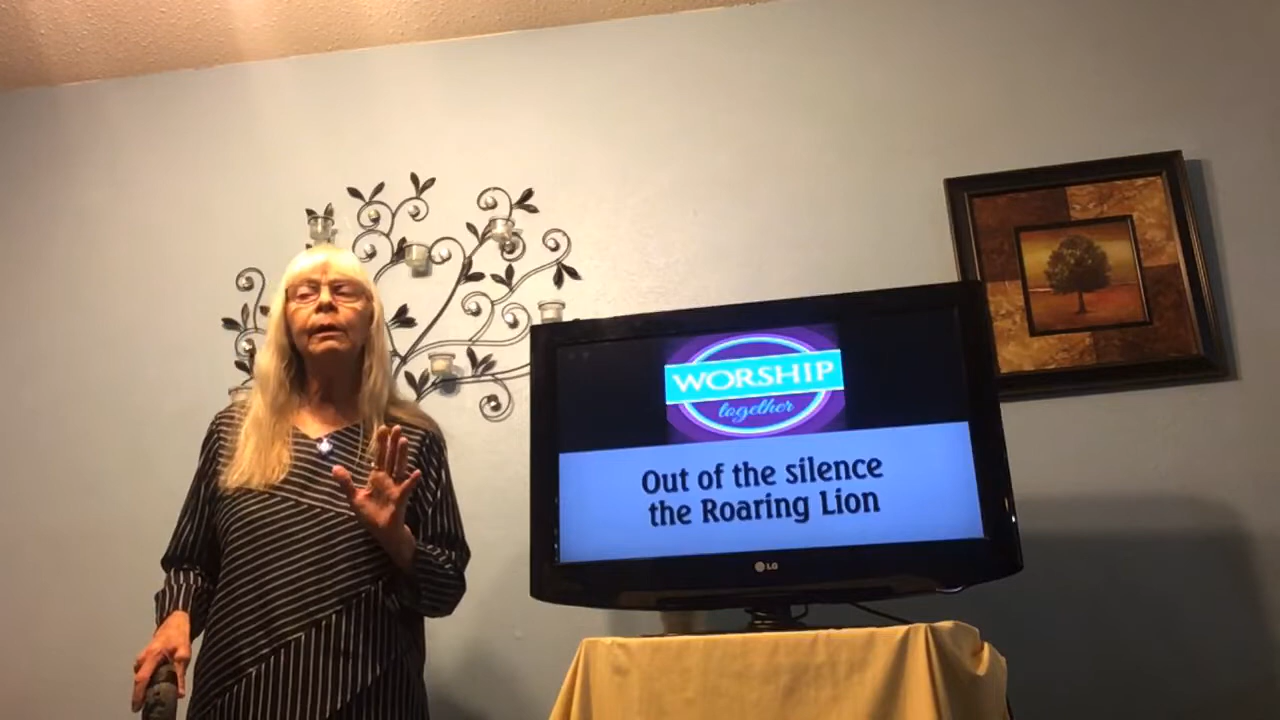 WORSHIP
together
Out of the silence
the Roaring Lion
LG